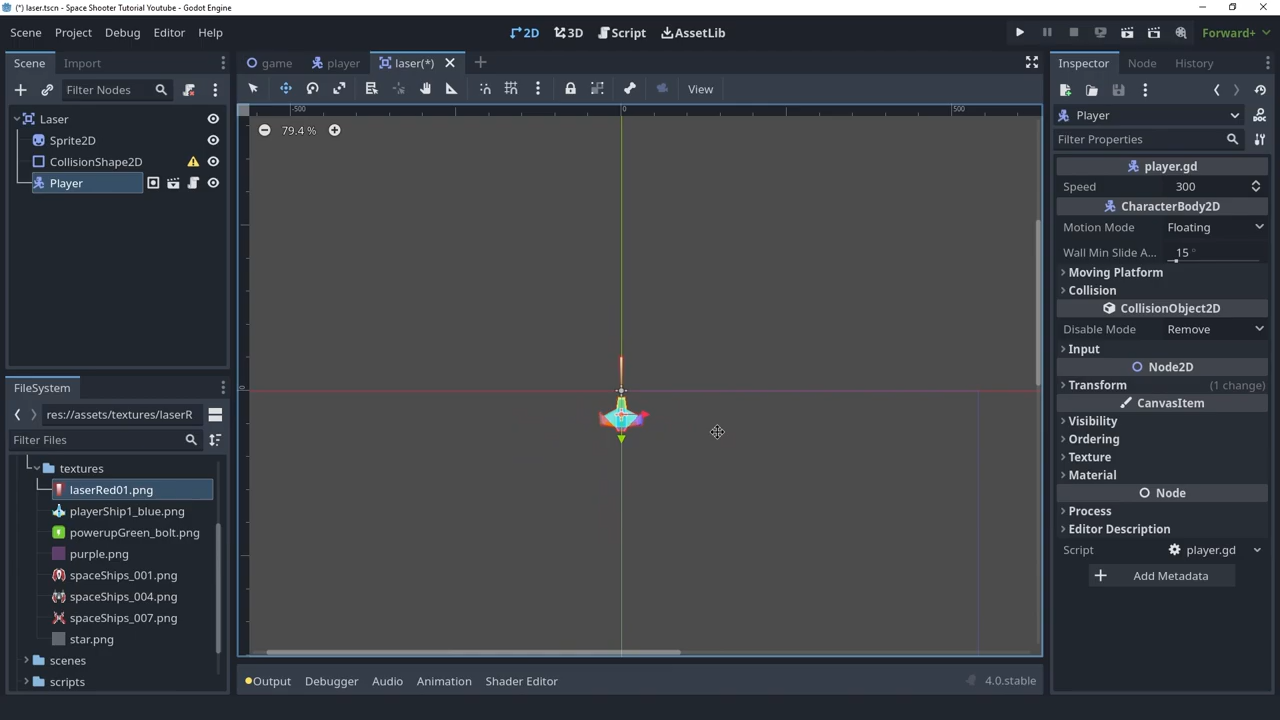 (*) laser.tscn - Space Shooter Tutorial Youtube - Godot Engine
Scene Project Debug Editor Help
2D 3D Script AssetLib
Forward+
Scene Import
game player laser(*)
Inspector Node History
Filter Nodes
View
Laser
Sprite2D
CollisionShape2D
Player
-500 0 500
79.4 %
Player
Filter Properties
player.gd
Speed 300
CharacterBody2D
Motion Mode Floating
Wall Min Slide A... 15 °
Moving Platform
Collision
CollisionObject2D
Disable Mode Remove
Input
Node2D
Transform (1 change)
CanvasItem
Visibility
Ordering
Texture
Material
Node
Process
Editor Description
Script player.gd
Add Metadata
0
FileSystem
res://assets/textures/laserR
Filter Files
textures
laserRed01.png
playerShip1_blue.png
powerupGreen_bolt.png
purple.png
spaceShips_001.png
spaceShips_004.png
spaceShips_007.png
star.png
scenes
scripts
Output Debugger Audio Animation Shader Editor
4.0.stable